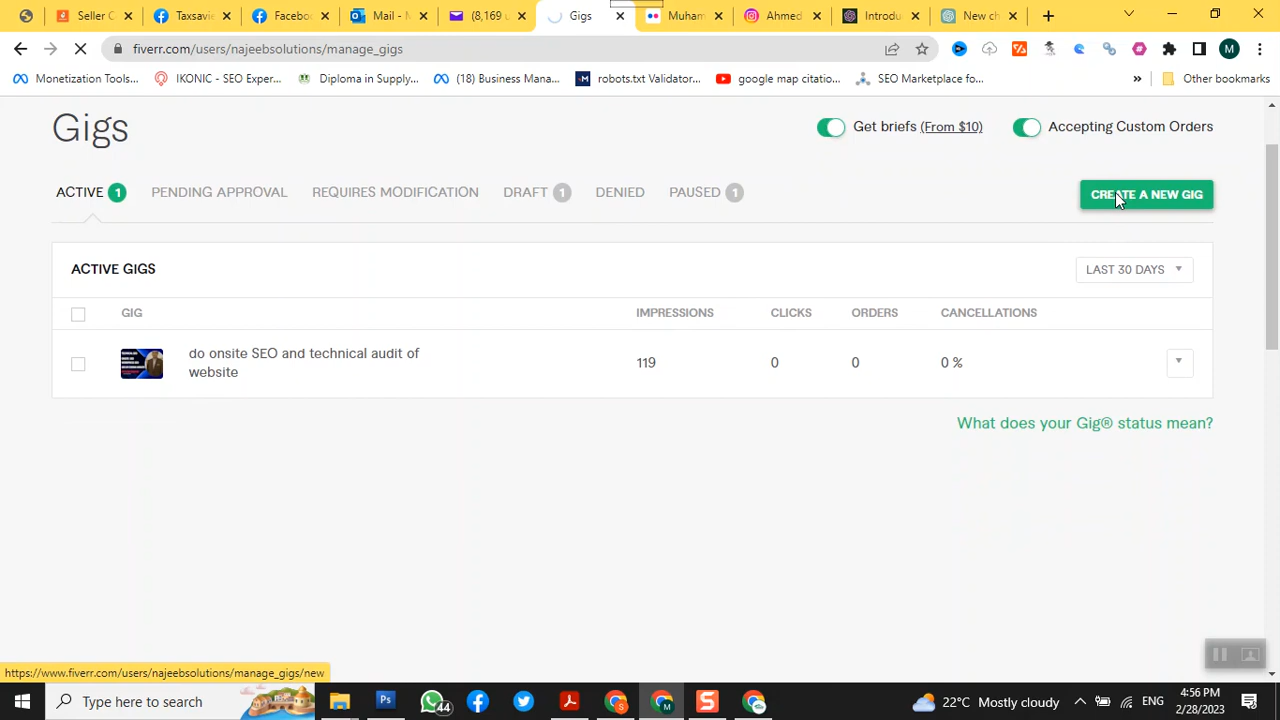 Seller C
Taxsavie
Facebo
Mail - M
(8,169 u
Gigs
Muham
Ahmed
Introdu
New ch
fiverr.com/users/najeebsolutions/manage_gigs
M
Monetization Tools...
IKONIC - SEO Exper...
Diploma in Supply...
(18) Business Mana...
robots.txt Validator...
google map citatio...
SEO Marketplace fo...
»
Other bookmarks
Gigs
Get briefs (From $10)
Accepting Custom Orders
ACTIVE 1
PENDING APPROVAL
REQUIRES MODIFICATION
DRAFT 1
DENIED
PAUSED 1
CREATE A NEW GIG
ACTIVE GIGS
LAST 30 DAYS
GIG
IMPRESSIONS
CLICKS
ORDERS
CANCELLATIONS
do onsite SEO and technical audit of
website
119
0
0
0 %
What does your Gig® status mean?
https://www.fiverr.com/users/najeebsolutions/manage_gigs/new
Type here to search
Ps
44
S
M
S
22°C Mostly cloudy
ENG
4:56 PM
2/28/2023